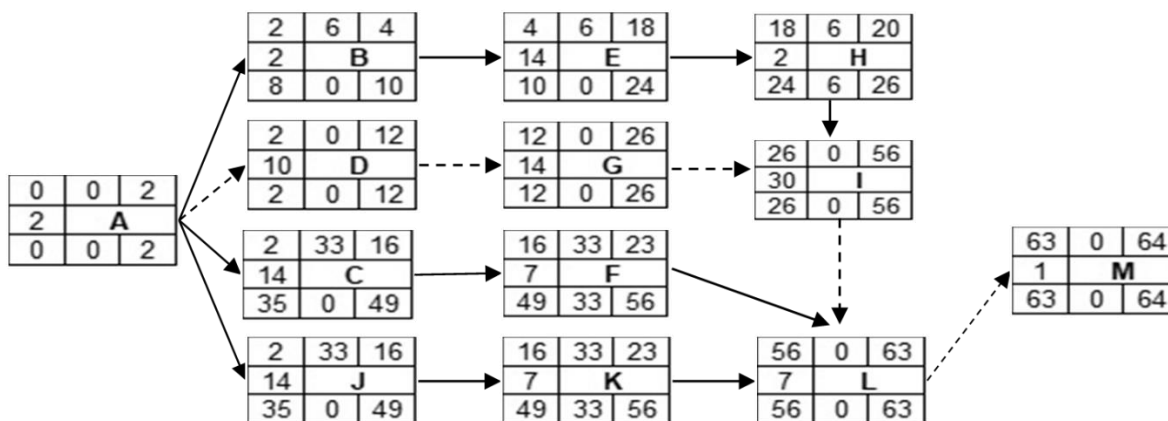 2 6 4
2 B
8 0 10
4 6 18
14 E
10 0 24
18 6 20
2 H
24 6 26
2 0 12
10 D
2 0 12
12 0 26
14 G
12 0 26
26 0 56
30 I
26 0 56
0 0 2
2 A
0 0 2
2 33 16
14 C
35 0 49
16 33 23
7 F
49 33 56
63 0 64
1 M
63 0 64
2 33 16
14 J
35 0 49
16 33 23
7 K
49 33 56
56 0 63
7 L
56 0 63